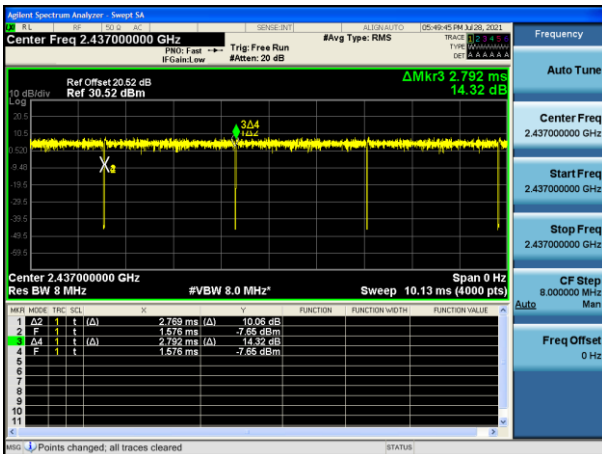 Agilent Spectrum Analyzer - Swept SA
RL RF 50 Ω AC SENSE:INT ALIGN AUTO 05:49:45 PM Jul 28, 2021
Center Freq 2.437000000 GHz #Avg Type: RMS TRACE 1 2 3 4 5 6
PNO: Fast Trig: Free Run TYPE WWWWWW
IFGain:Low #Atten: 20 dB DET A A A A A A
Ref Offset 20.52 dB ΔMkr3 2.792 ms
10 dB/div Ref 30.52 dBm 14.32 dB
Log
20.5
10.5
0.520
-9.48
-19.5
-29.5
-39.5
-49.5
-59.5
3Δ4
1Δ2
Center 2.437000000 GHz Span 0 Hz
Res BW 8 MHz #VBW 8.0 MHz* Sweep 10.13 ms (4000 pts)
MKR MODE TRC SCL X Y FUNCTION FUNCTION WIDTH FUNCTION VALUE
1 Δ2 1 t (Δ) 2.769 ms (Δ) 10.06 dB
2 F 1 t 1.576 ms -7.65 dBm
3 Δ4 1 t (Δ) 2.792 ms (Δ) 14.32 dB
4 F 1 t 1.576 ms -7.65 dBm
5
6
7
8
9
10
11
MSG Points changed; all traces cleared STATUS
Frequency
Auto Tune
Center Freq
2.437000000 GHz
Start Freq
2.437000000 GHz
Stop Freq
2.437000000 GHz
CF Step
8.000000 MHz
Auto Man
Freq Offset
0 Hz